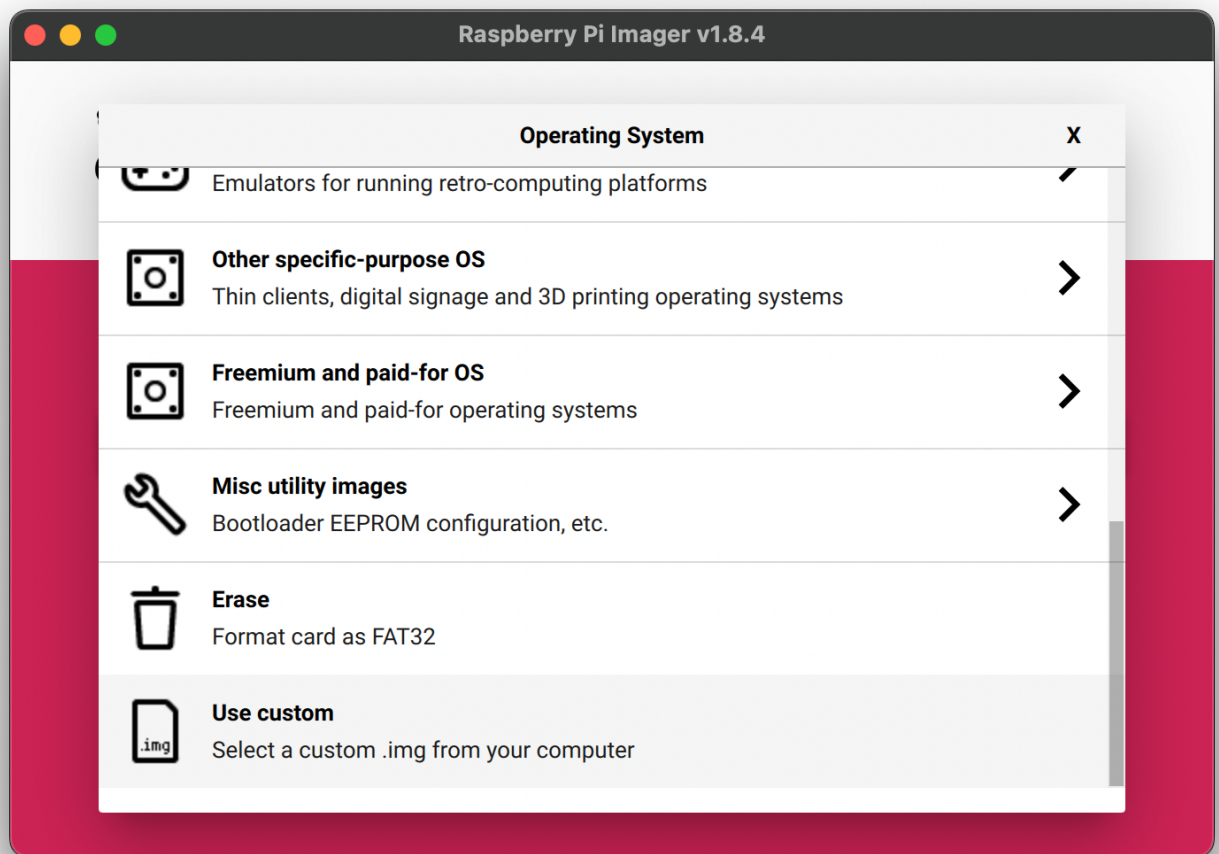 Raspberry Pi Imager v1.8.4
Operating System
X
Emulators for running retro-computing platforms
Other specific-purpose OS
Thin clients, digital signage and 3D printing operating systems
Freemium and paid-for OS
Freemium and paid-for operating systems
Misc utility images
Bootloader EEPROM configuration, etc.
Erase
Format card as FAT32
Use custom
.img
Select a custom .img from your computer